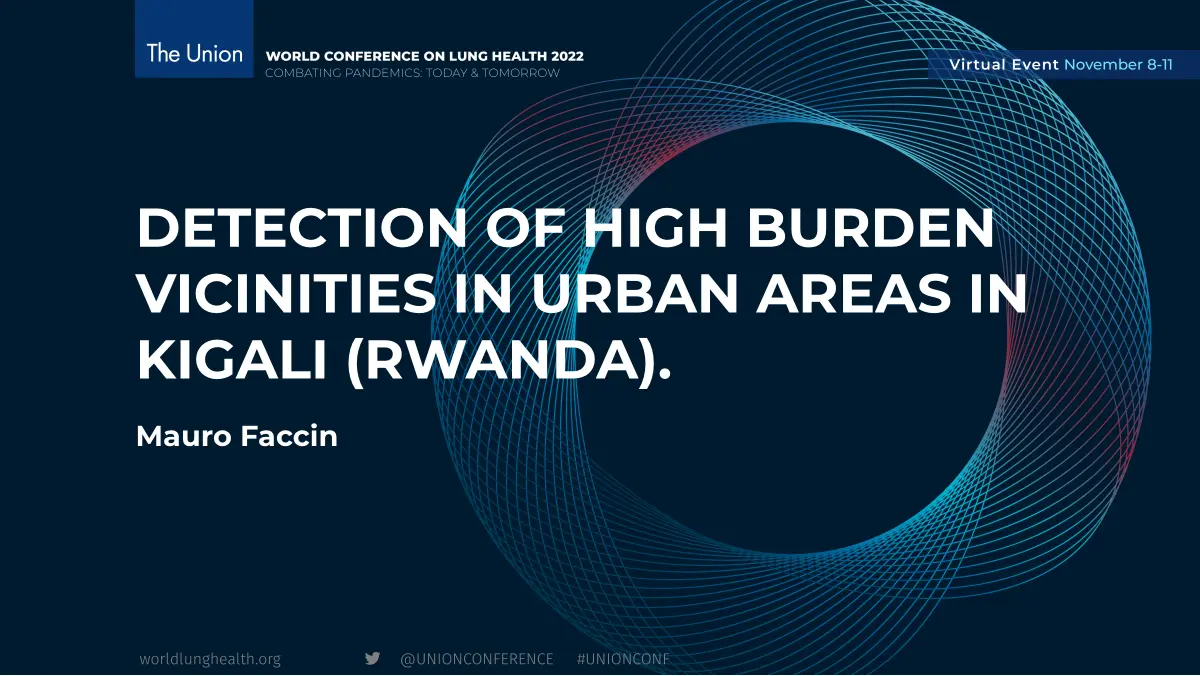 The Union
WORLD CONFERENCE ON LUNG HEALTH 2022
COMBATING PANDEMICS: TODAY & TOMORROW
Virtual Event November 8-11
DETECTION OF HIGH BURDEN
VICINITIES IN URBAN AREAS IN
KIGALI (RWANDA).
Mauro Faccin
worldlunghealth.org
@UNIONCONFERENCE
#UNIONCONF